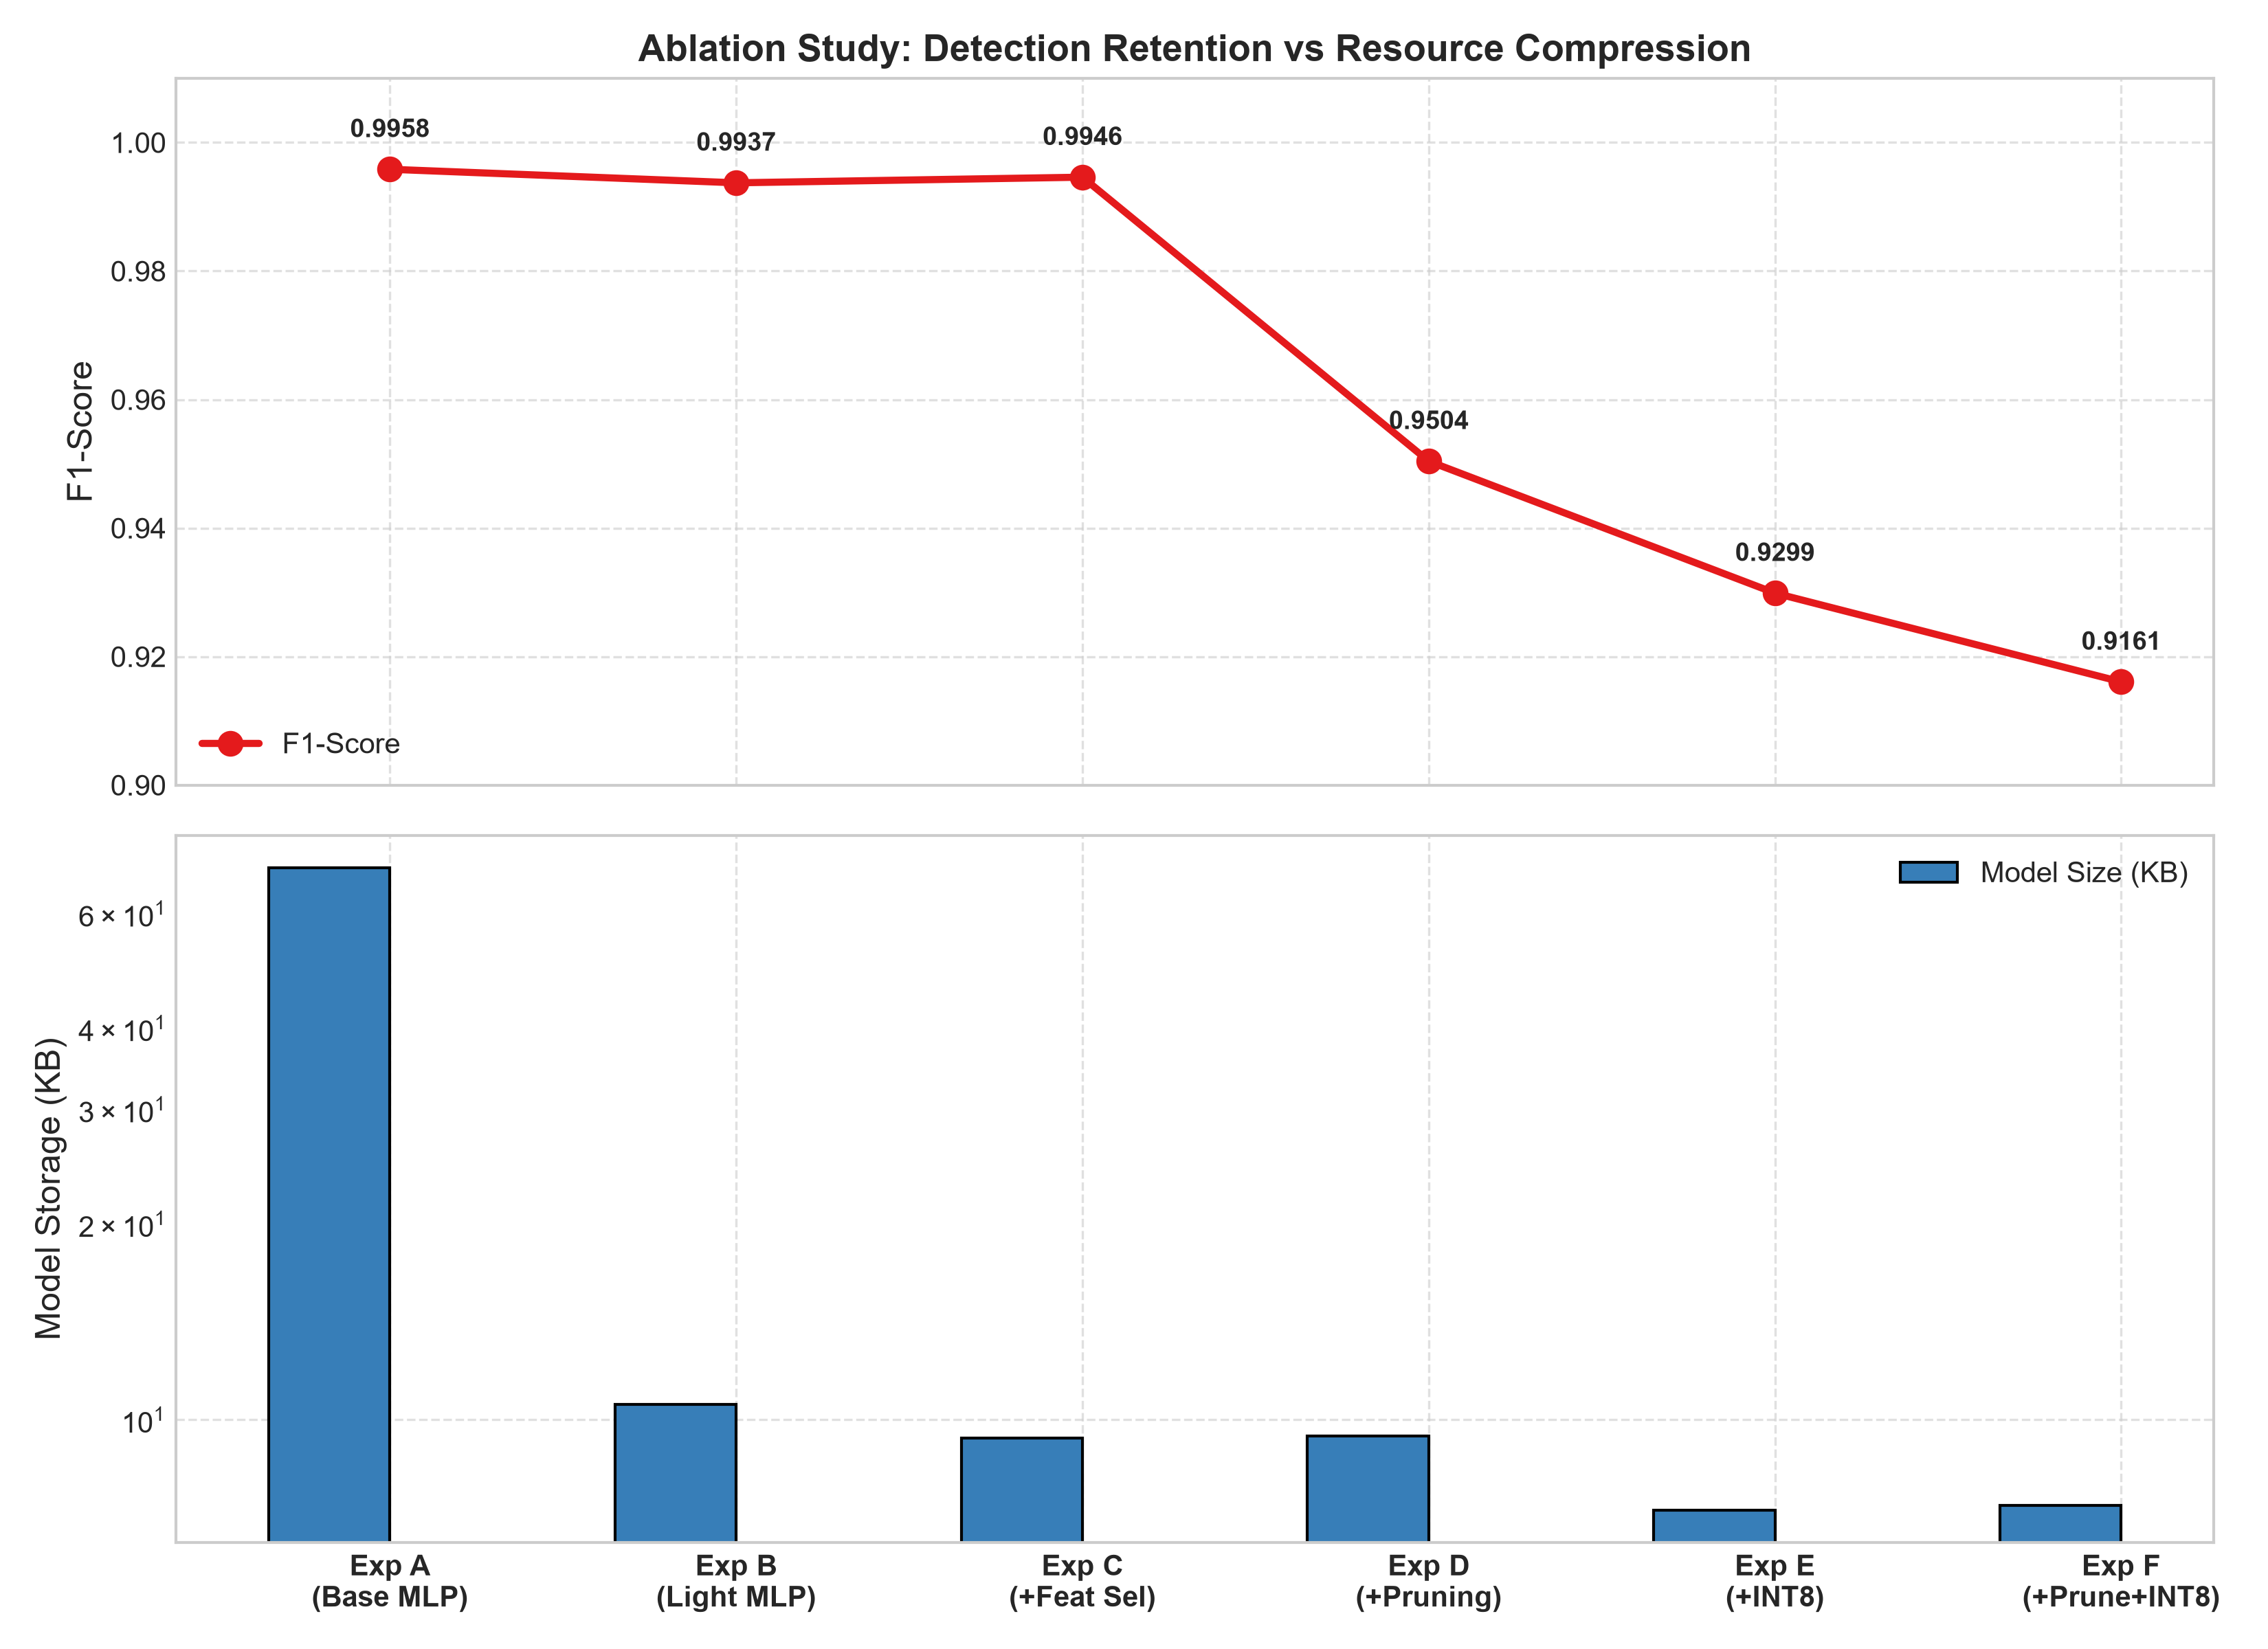 Ablation Study: Detection Retention vs Resource Compression
F1-Score
1.00
0.98
0.96
0.94
0.92
0.90
0.9958
0.9937
0.9946
0.9504
0.9299
0.9161
F1-Score
Model Storage (KB)
6 × 10¹
4 × 10¹
3 × 10¹
2 × 10¹
10¹
Model Size (KB)
Exp A
(Base MLP)
Exp B
(Light MLP)
Exp C
(+Feat Sel)
Exp D
(+Pruning)
Exp E
(+INT8)
Exp F
(+Prune+INT8)